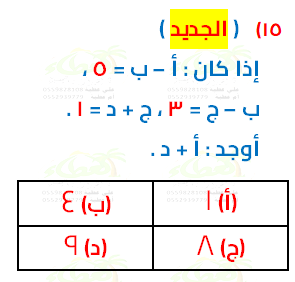 ١٥) ( الجديد )
إذا كان : أ – ب = ٥ ،
ب – ج = ٣ ، ج + د = ١ .
أوجد : أ + د .
(أ) ١ (ب) ٤
(ج) ٨ (د) ٩